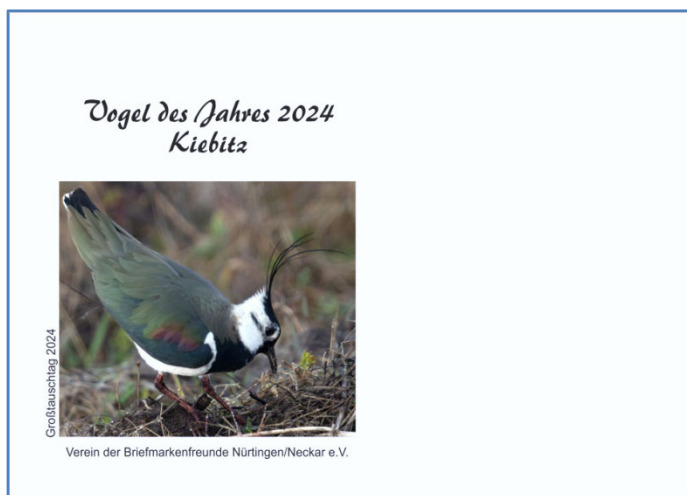 Vogel des Jahres 2024
Kiebitz
Großtauschtag 2024
Verein der Briefmarkenfreunde Nürtingen/Neckar e.V.